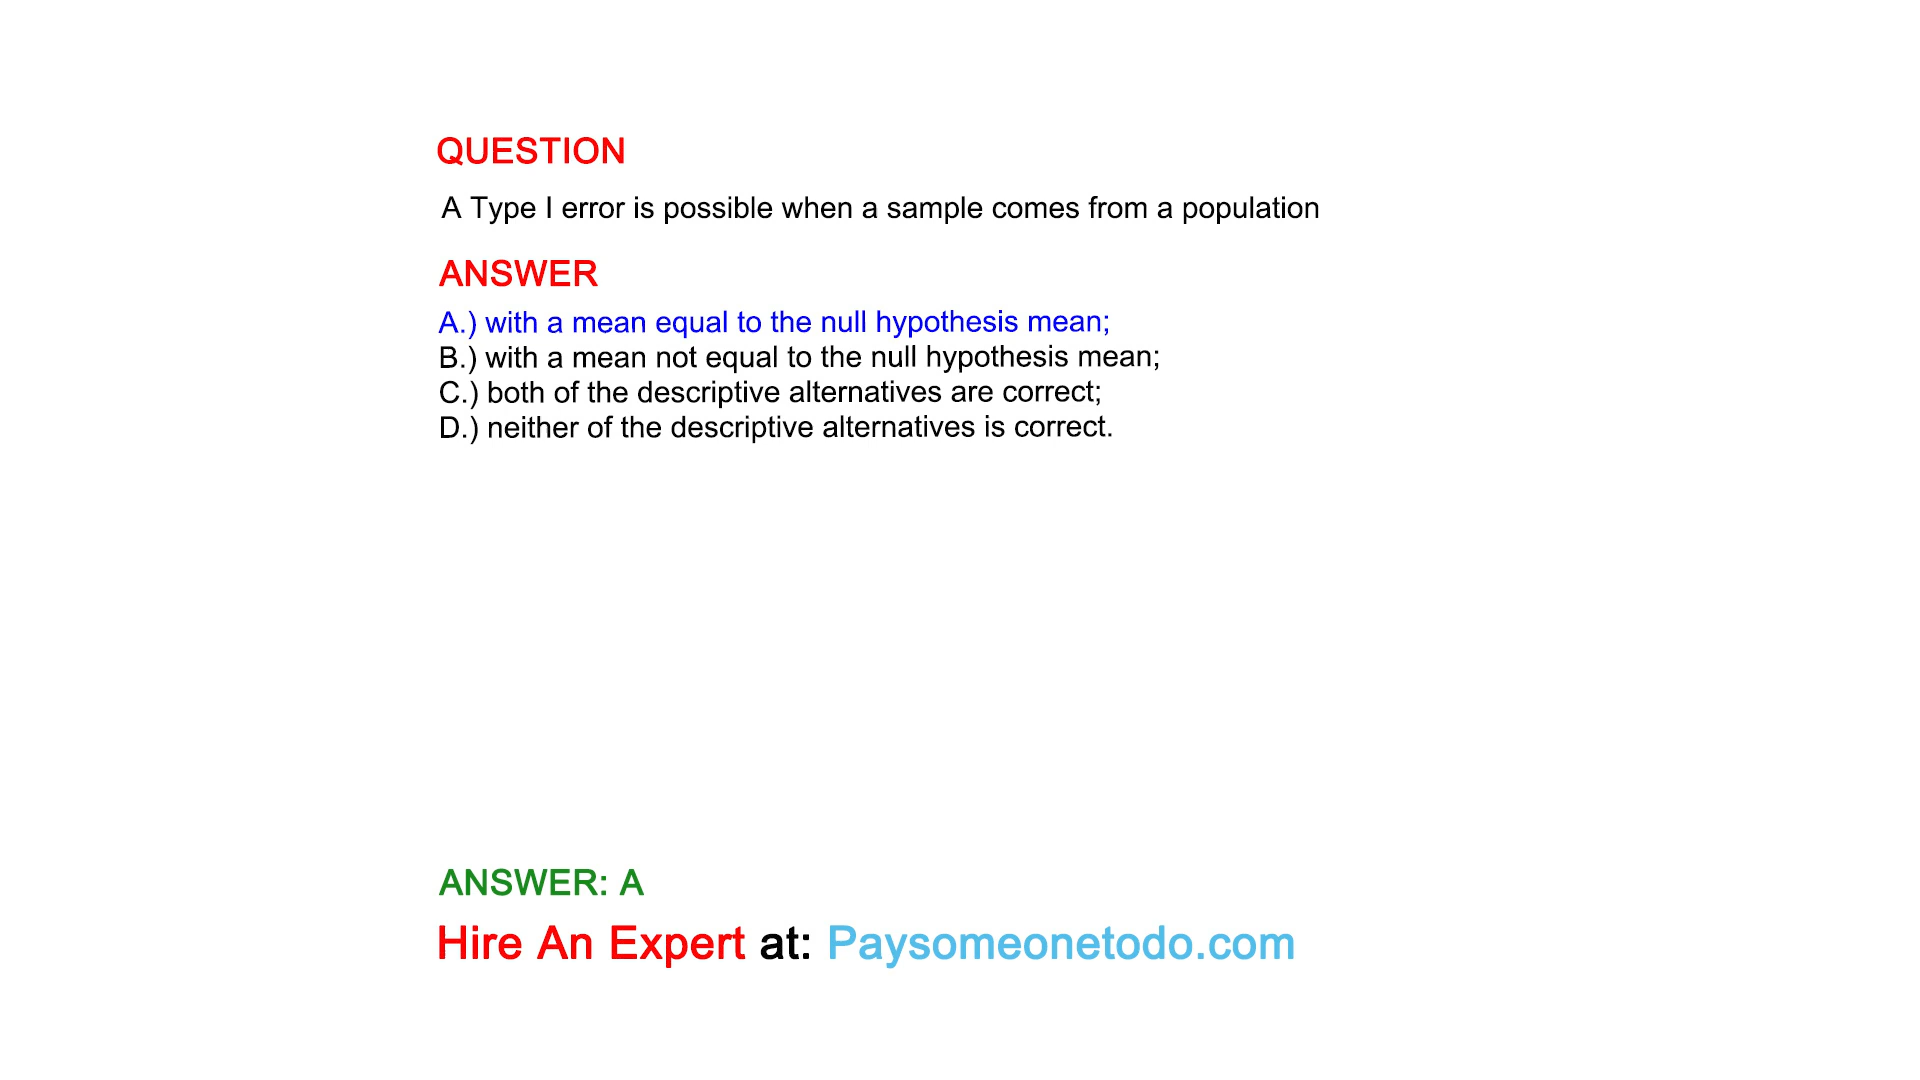 QUESTION
A Type I error is possible when a sample comes from a population
ANSWER
A.) with a mean equal to the null hypothesis mean;
B.) with a mean not equal to the null hypothesis mean;
C.) both of the descriptive alternatives are correct;
D.) neither of the descriptive alternatives is correct.
ANSWER: A
Hire An Expert at: Paysomeonetodo.com